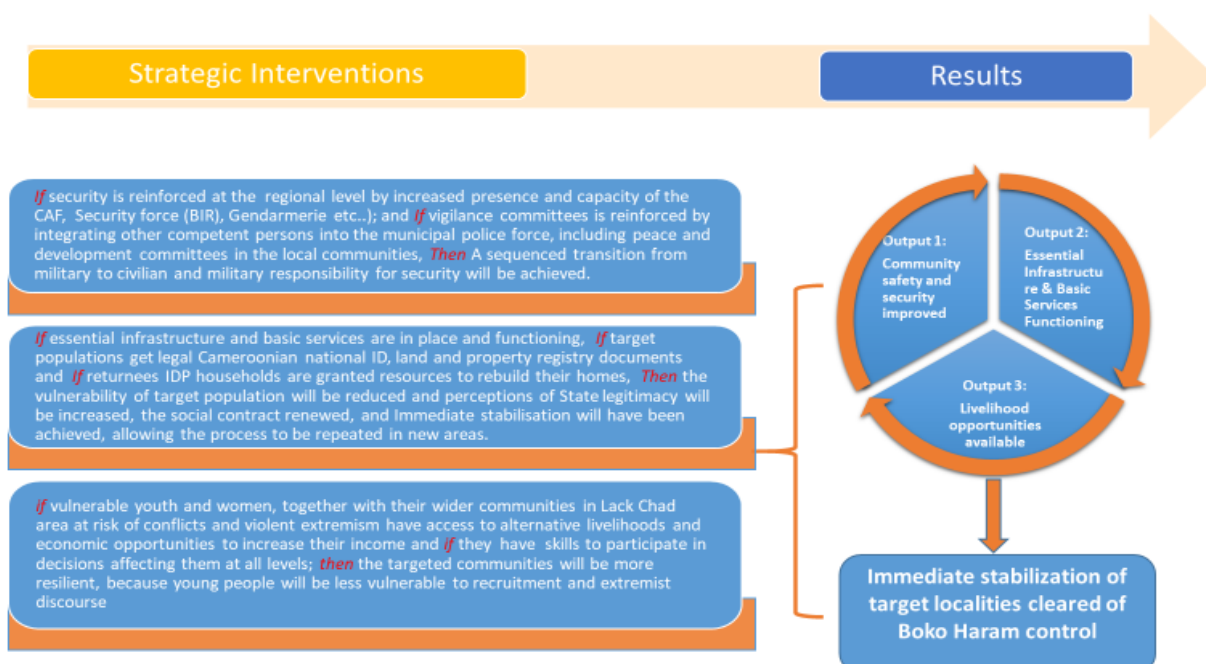 Strategic Interventions
Results
If security is reinforced at the regional level by increased presence and capacity of the
CAF, Security force (BIR), Gendarmerie etc..); and If vigilance committees is reinforced by
integrating other competent persons into the municipal police force, including peace and
development committees in the local communities, Then A sequenced transition from
military to civilian and military responsibility for security will be achieved.
If essential infrastructure and basic services are in place and functioning, If target
populations get legal Cameroonian national ID, land and property registry documents
and If returnees IDP households are granted resources to rebuild their homes, Then the
vulnerability of target population will be reduced and perceptions of State legitimacy will
be increased, the social contract renewed, and Immediate stabilisation will have been
achieved, allowing the process to be repeated in new areas.
if vulnerable youth and women, together with their wider communities in Lack Chad
area at risk of conflicts and violent extremism have access to alternative livelihoods and
economic opportunities to increase their income and if they have skills to participate in
decisions affecting them at all levels; then the targeted communities will be more
resilient, because young people will be less vulnerable to recruitment and extremist
discourse
Output 1:
Community
safety and
security
improved
Output 2:
Essential
Infrastructu
re & Basic
Services
Functioning
Output 3:
Livelihood
opportunities
available
Immediate stabilization of
target localities cleared of
Boko Haram control